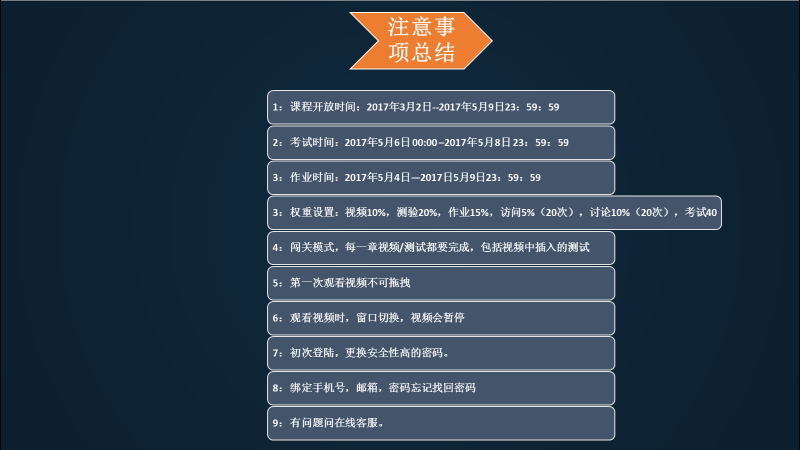 注意事
项总结
1：课程开放时间：2017年3月2日--2017年5月9日23：59：59
2：考试时间：2017年5月6日00:00–2017年5月8日23：59：59
3：作业时间：2017年5月4日—2017日5月9日23：59：59
3：权重设置：视频10%，测验20%，作业15%，访问5%（20次），讨论10%（20次），考试40
4：闯关模式，每一章视频/测试都要完成，包括视频中插入的测试
5：第一次观看视频不可拖拽
6：观看视频时，窗口切换，视频会暂停
7：初次登陆，更换安全性高的密码。
8：绑定手机号，邮箱，密码忘记找回密码
9：有问题问在线客服。